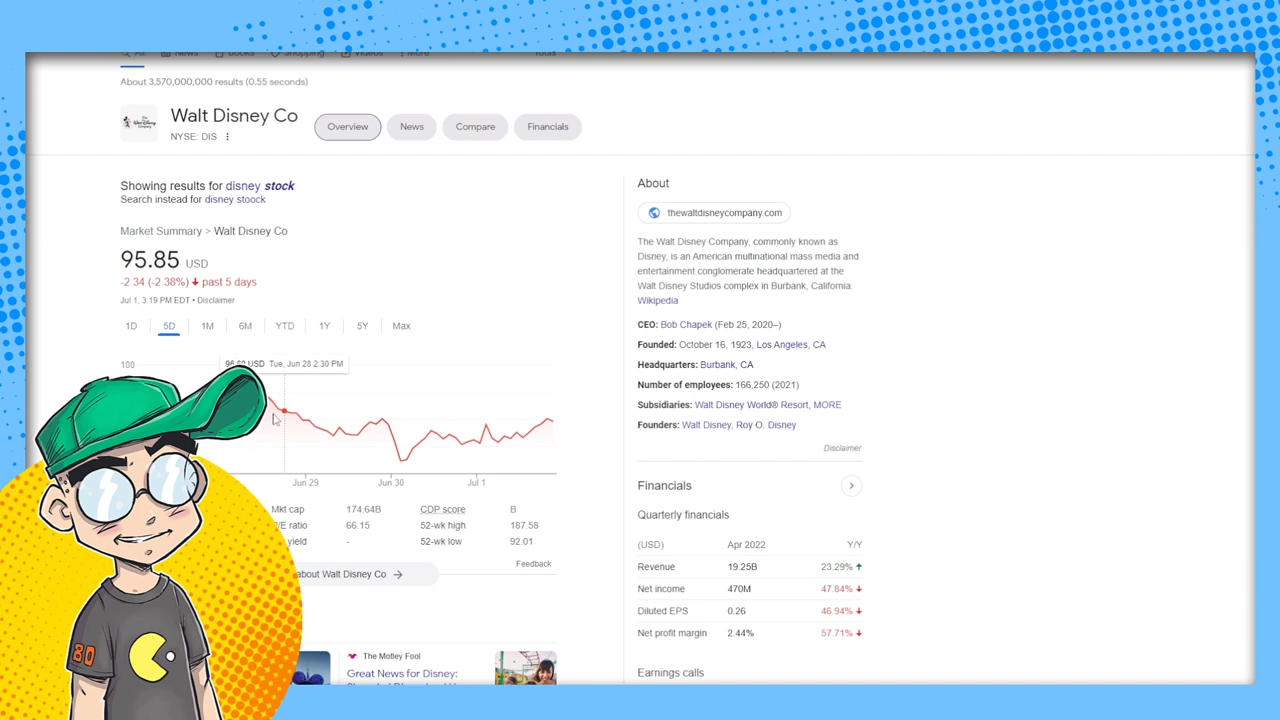 All News Books Shopping Videos More Tools
About 3,570,000,000 results (0.55 seconds)
Walt Disney Co
NYSE: DIS
Overview News Compare Financials
Showing results for disney stock
Search instead for disney stoock
Market Summary > Walt Disney Co
95.85 USD
-2.34 (-2.38%) past 5 days
Jul 1, 3:19 PM EDT • Disclaimer
1D 5D 1M 6M YTD 1Y 5Y Max
100
96.60 USD Tue, Jun 28 2:30 PM
Jun 29 Jun 30 Jul 1
Mkt cap 174.64B CDP score B
/E ratio 66.15 52-wk high 187.58
yield - 52-wk low 92.01
Feedback
about Walt Disney Co
The Motley Fool
Great News for Disney:
80
About
thewaltdisneycompany.com
The Walt Disney Company, commonly known as
Disney, is an American multinational mass media and
entertainment conglomerate headquartered at the
Walt Disney Studios complex in Burbank, California.
Wikipedia
CEO: Bob Chapek (Feb 25, 2020–)
Founded: October 16, 1923, Los Angeles, CA
Headquarters: Burbank, CA
Number of employees: 166,250 (2021)
Subsidiaries: Walt Disney World® Resort, MORE
Founders: Walt Disney, Roy O. Disney
Disclaimer
Financials
Quarterly financials
(USD) Apr 2022 Y/Y
Revenue 19.25B 23.29%
Net income 470M 47.84%
Diluted EPS 0.26 46.94%
Net profit margin 2.44% 57.71%
Earnings calls